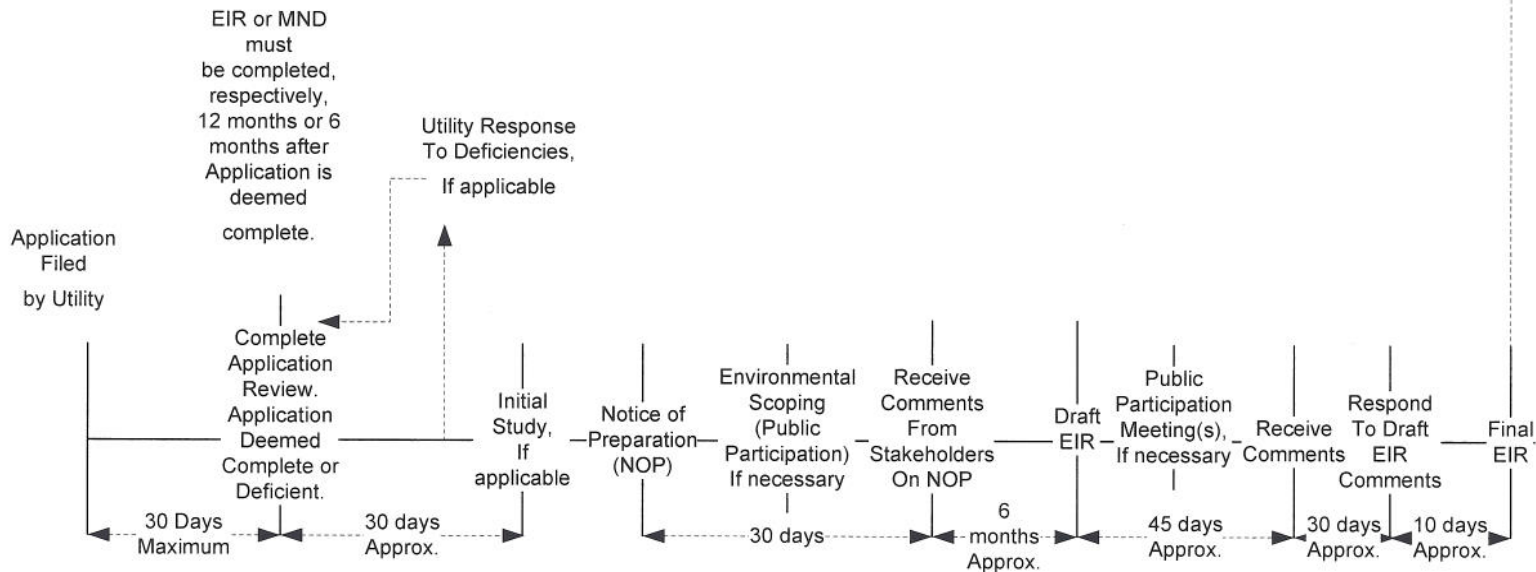 Application
Filed
by Utility
EIR or MND
must
be completed,
respectively,
12 months or 6
months after
Application is
deemed
complete.
Utility Response
To Deficiencies,
If applicable
Complete
Application
Review.
Application
Deemed
Complete or
Deficient.
Initial
Study,
If
applicable
Notice of
Preparation
(NOP)
Environmental
Scoping
(Public
Participation)
If necessary
Receive
Comments
From
Stakeholders
On NOP
Draft
EIR
Public
Participation
Meeting(s),
If necessary
Receive
Comments
Respond
To Draft
EIR
Comments
Final
EIR
30 Days
Maximum
30 days
Approx.
30 days
6
months
Approx.
45 days
Approx.
30 days
Approx.
10 days
Approx.